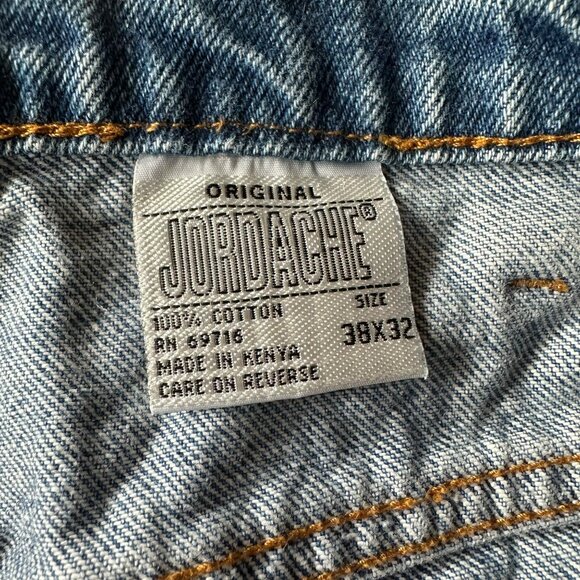 ORIGINAL
JORDACHE®
100% COTTON
SIZE
RN 69716
38X32
MADE IN KENYA
CARE ON REVERSE